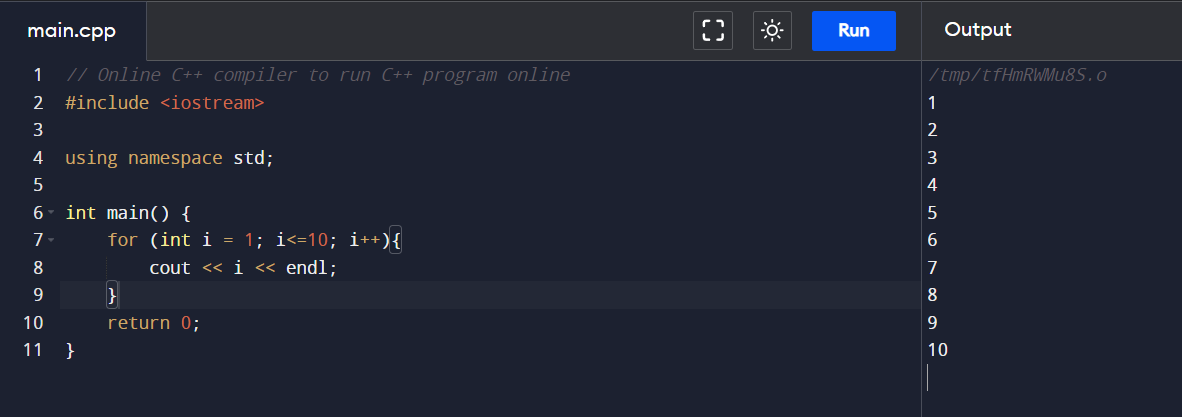 main.cpp
Run
Output
1 // Online C++ compiler to run C++ program online
2 #include <iostream>
3
4 using namespace std;
5
6 int main() {
7     for (int i = 1; i<=10; i++){
8         cout << i << endl;
9     }
10     return 0;
11 }
/tmp/tfHmRWMu8S.o
1
2
3
4
5
6
7
8
9
10